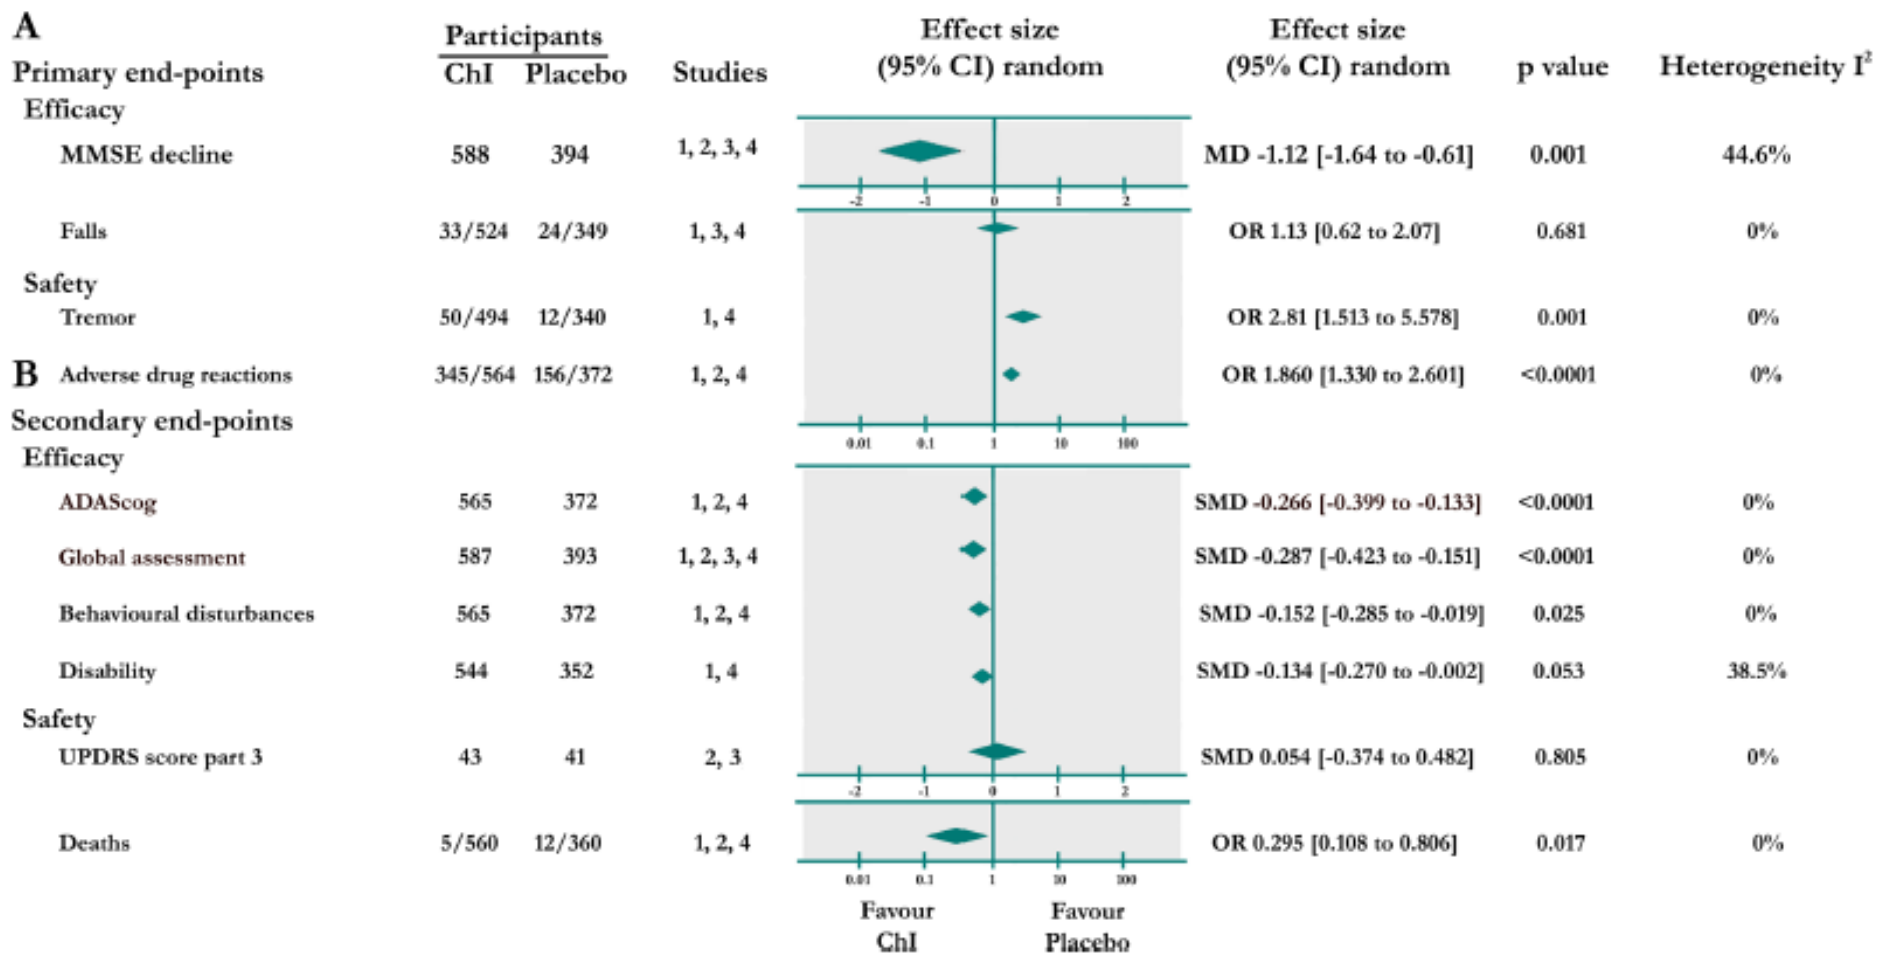 A Participants Effect size Effect size
Primary end-points ChI Placebo Studies (95% CI) random (95% CI) random p value Heterogeneity I²
Efficacy
MMSE decline 588 394 1, 2, 3, 4 MD -1.12 [-1.64 to -0.61] 0.001 44.6%
-2 -1 0 1 2
Falls 33/524 24/349 1, 3, 4 OR 1.13 [0.62 to 2.07] 0.681 0%
Safety
Tremor 50/494 12/340 1, 4 OR 2.81 [1.513 to 5.578] 0.001 0%
B Adverse drug reactions 345/564 156/372 1, 2, 4 OR 1.860 [1.330 to 2.601] <0.0001 0%
Secondary end-points
0.01 0.1 1 10 100
Efficacy
ADAScog 565 372 1, 2, 4 SMD -0.266 [-0.399 to -0.133] <0.0001 0%
Global assessment 587 393 1, 2, 3, 4 SMD -0.287 [-0.423 to -0.151] <0.0001 0%
Behavioural disturbances 565 372 1, 2, 4 SMD -0.152 [-0.285 to -0.019] 0.025 0%
Disability 544 352 1, 4 SMD -0.134 [-0.270 to -0.002] 0.053 38.5%
Safety
UPDRS score part 3 43 41 2, 3 SMD 0.054 [-0.374 to 0.482] 0.805 0%
-2 -1 0 1 2
Deaths 5/560 12/360 1, 2, 4 OR 0.295 [0.108 to 0.806] 0.017 0%
0.01 0.1 1 10 100
Favour Favour
ChI Placebo